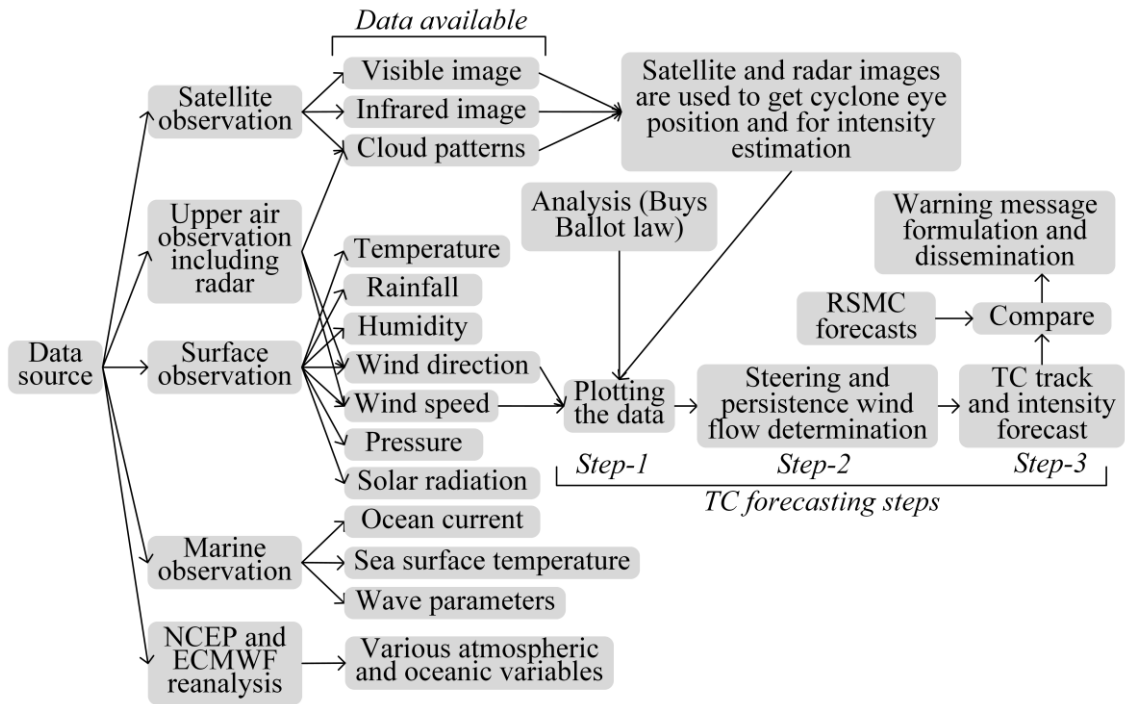 Data available
Visible image
Infrared image
Cloud patterns
Satellite
observation
Satellite and radar images
are used to get cyclone eye
position and for intensity
estimation
Upper air
observation
including
radar
Analysis (Buys
Ballot law)
Warning message
formulation and
dissemination
Temperature
Rainfall
Humidity
Wind direction
Wind speed
Pressure
Solar radiation
RSMC
forecasts
Compare
Data
source
Surface
observation
Plotting
the data
Steering and
persistence wind
flow determination
TC track
and intensity
forecast
Step-1
Step-2
Step-3
TC forecasting steps
Marine
observation
Ocean current
Sea surface temperature
Wave parameters
NCEP and
ECMWF
reanalysis
Various atmospheric
and oceanic variables